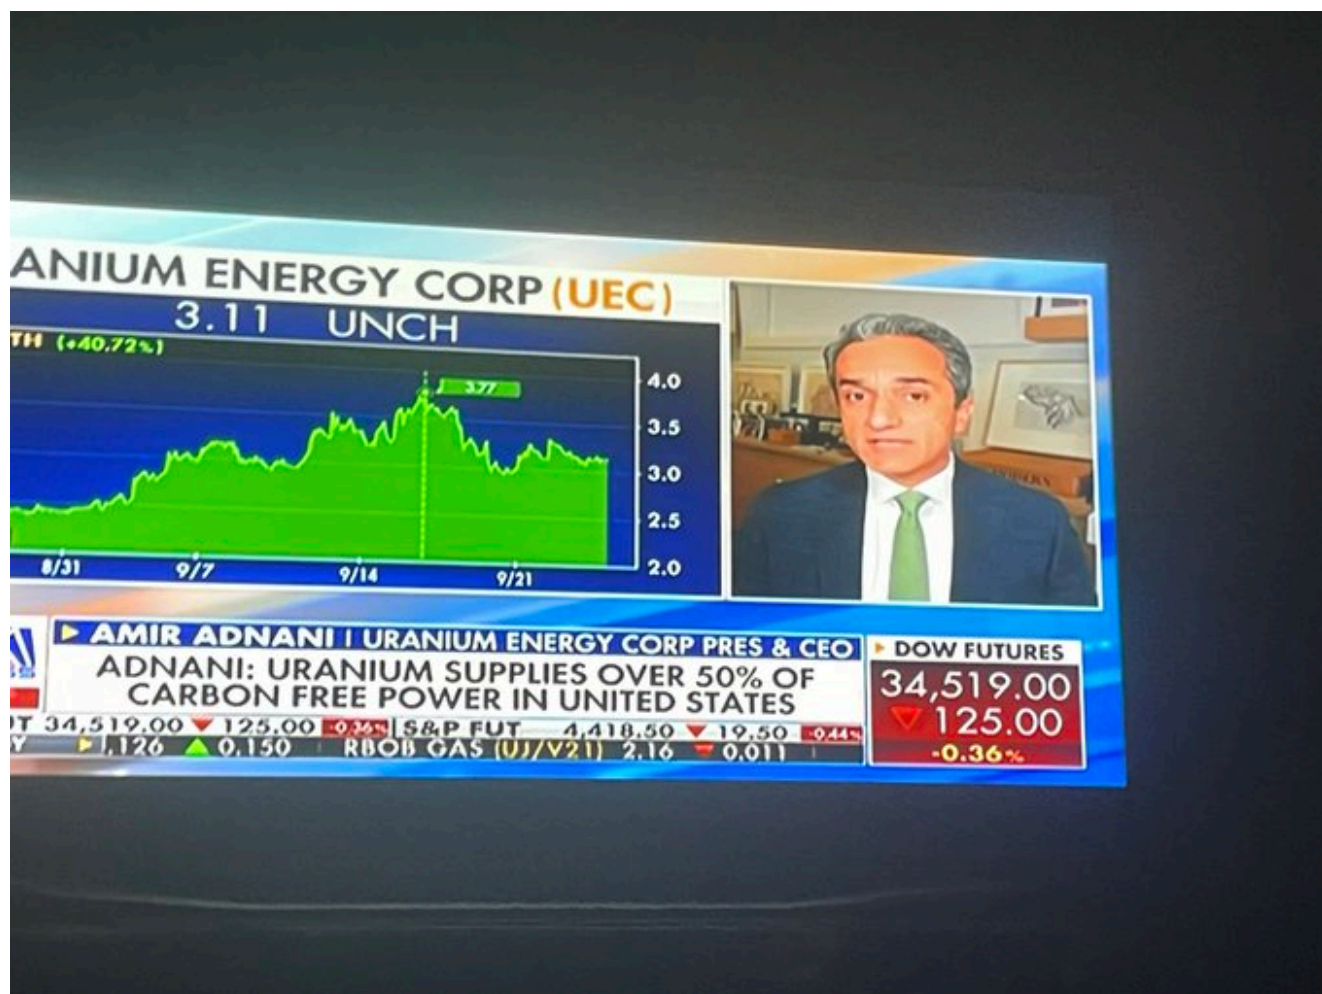 ANIUM ENERGY CORP (UEC)
3.11 UNCH
TH (+40.72%)
3.77
4.0
3.5
3.0
2.5
2.0
8/31 9/7 9/14 9/21
AMIR ADNANI | URANIUM ENERGY CORP PRES & CEO
ADNANI: URANIUM SUPPLIES OVER 50% OF
CARBON FREE POWER IN UNITED STATES
DOW FUTURES
34,519.00
125.00
-0.36%
T 34,519.00 125.00 -0.36% S&P FUT 4,418.50 19.50 -0.44%
Y .126 0.150 RBOB GAS (UJ/V21) 2.16 0.011